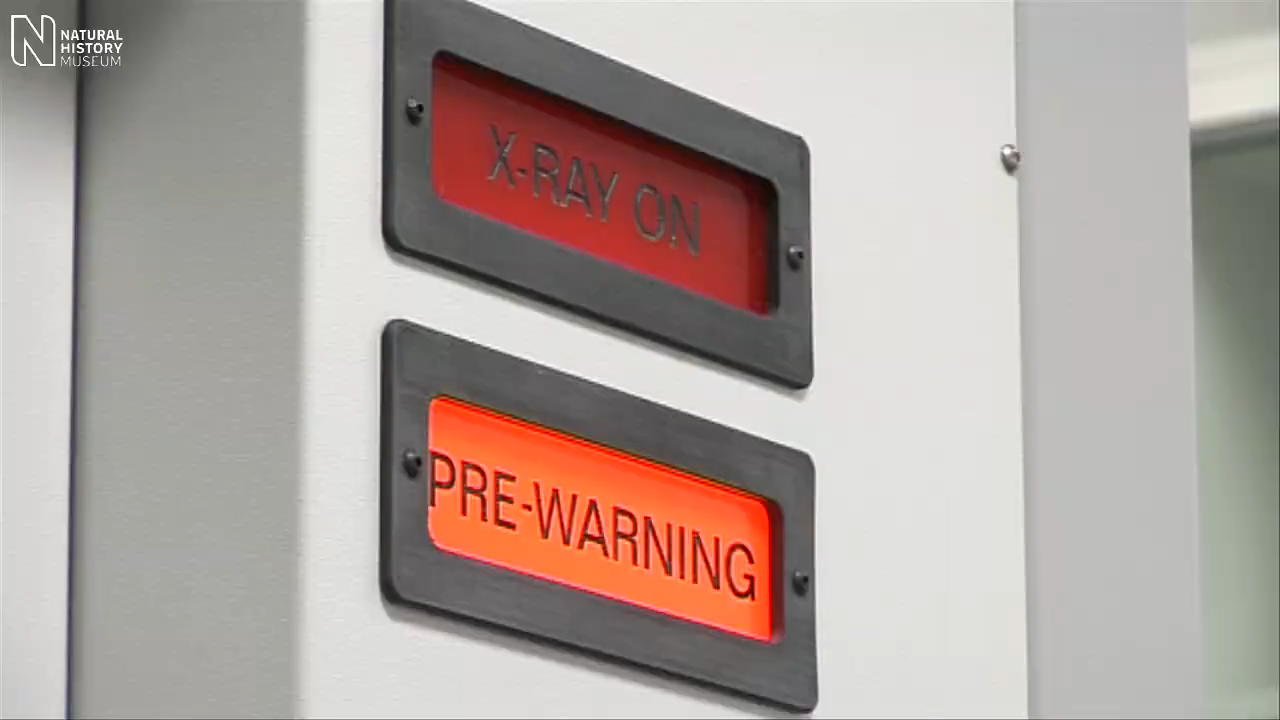 NATURAL
HISTORY
MUSEUM
X-RAY ON
PRE-WARNING